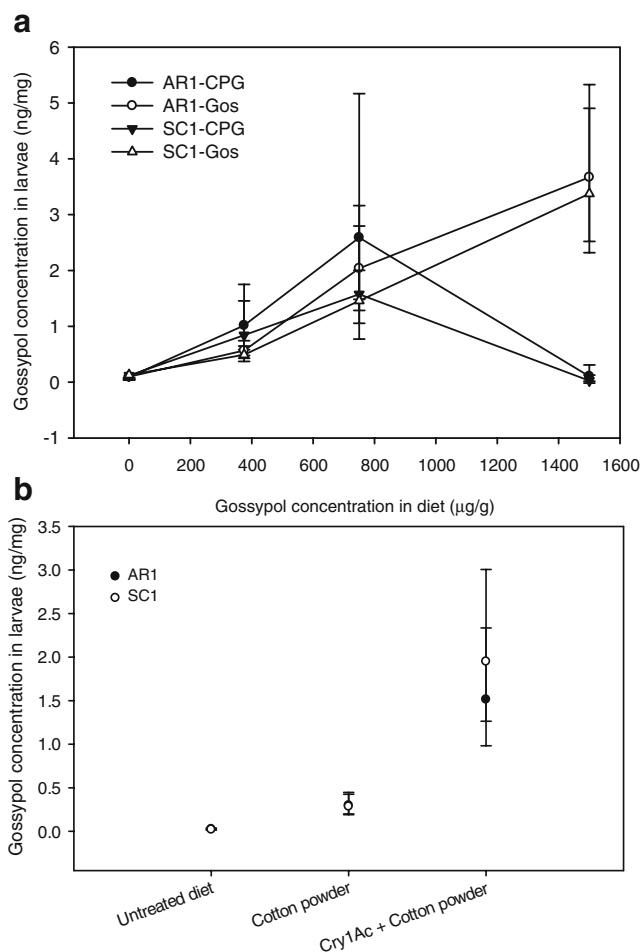 a
Gossypol concentration in larvae (ng/mg)
6
5
4
3
2
1
0
-1
AR1-CPG
AR1-Gos
SC1-CPG
SC1-Gos
0 200 400 600 800 1000 1200 1400 1600
Gossypol concentration in diet (μg/g)
b
Gossypol concentration in larvae (ng/mg)
3.5
3.0
2.5
2.0
1.5
1.0
0.5
0.0
AR1
SC1
Untreated diet
Cotton powder
Cry1Ac + Cotton powder